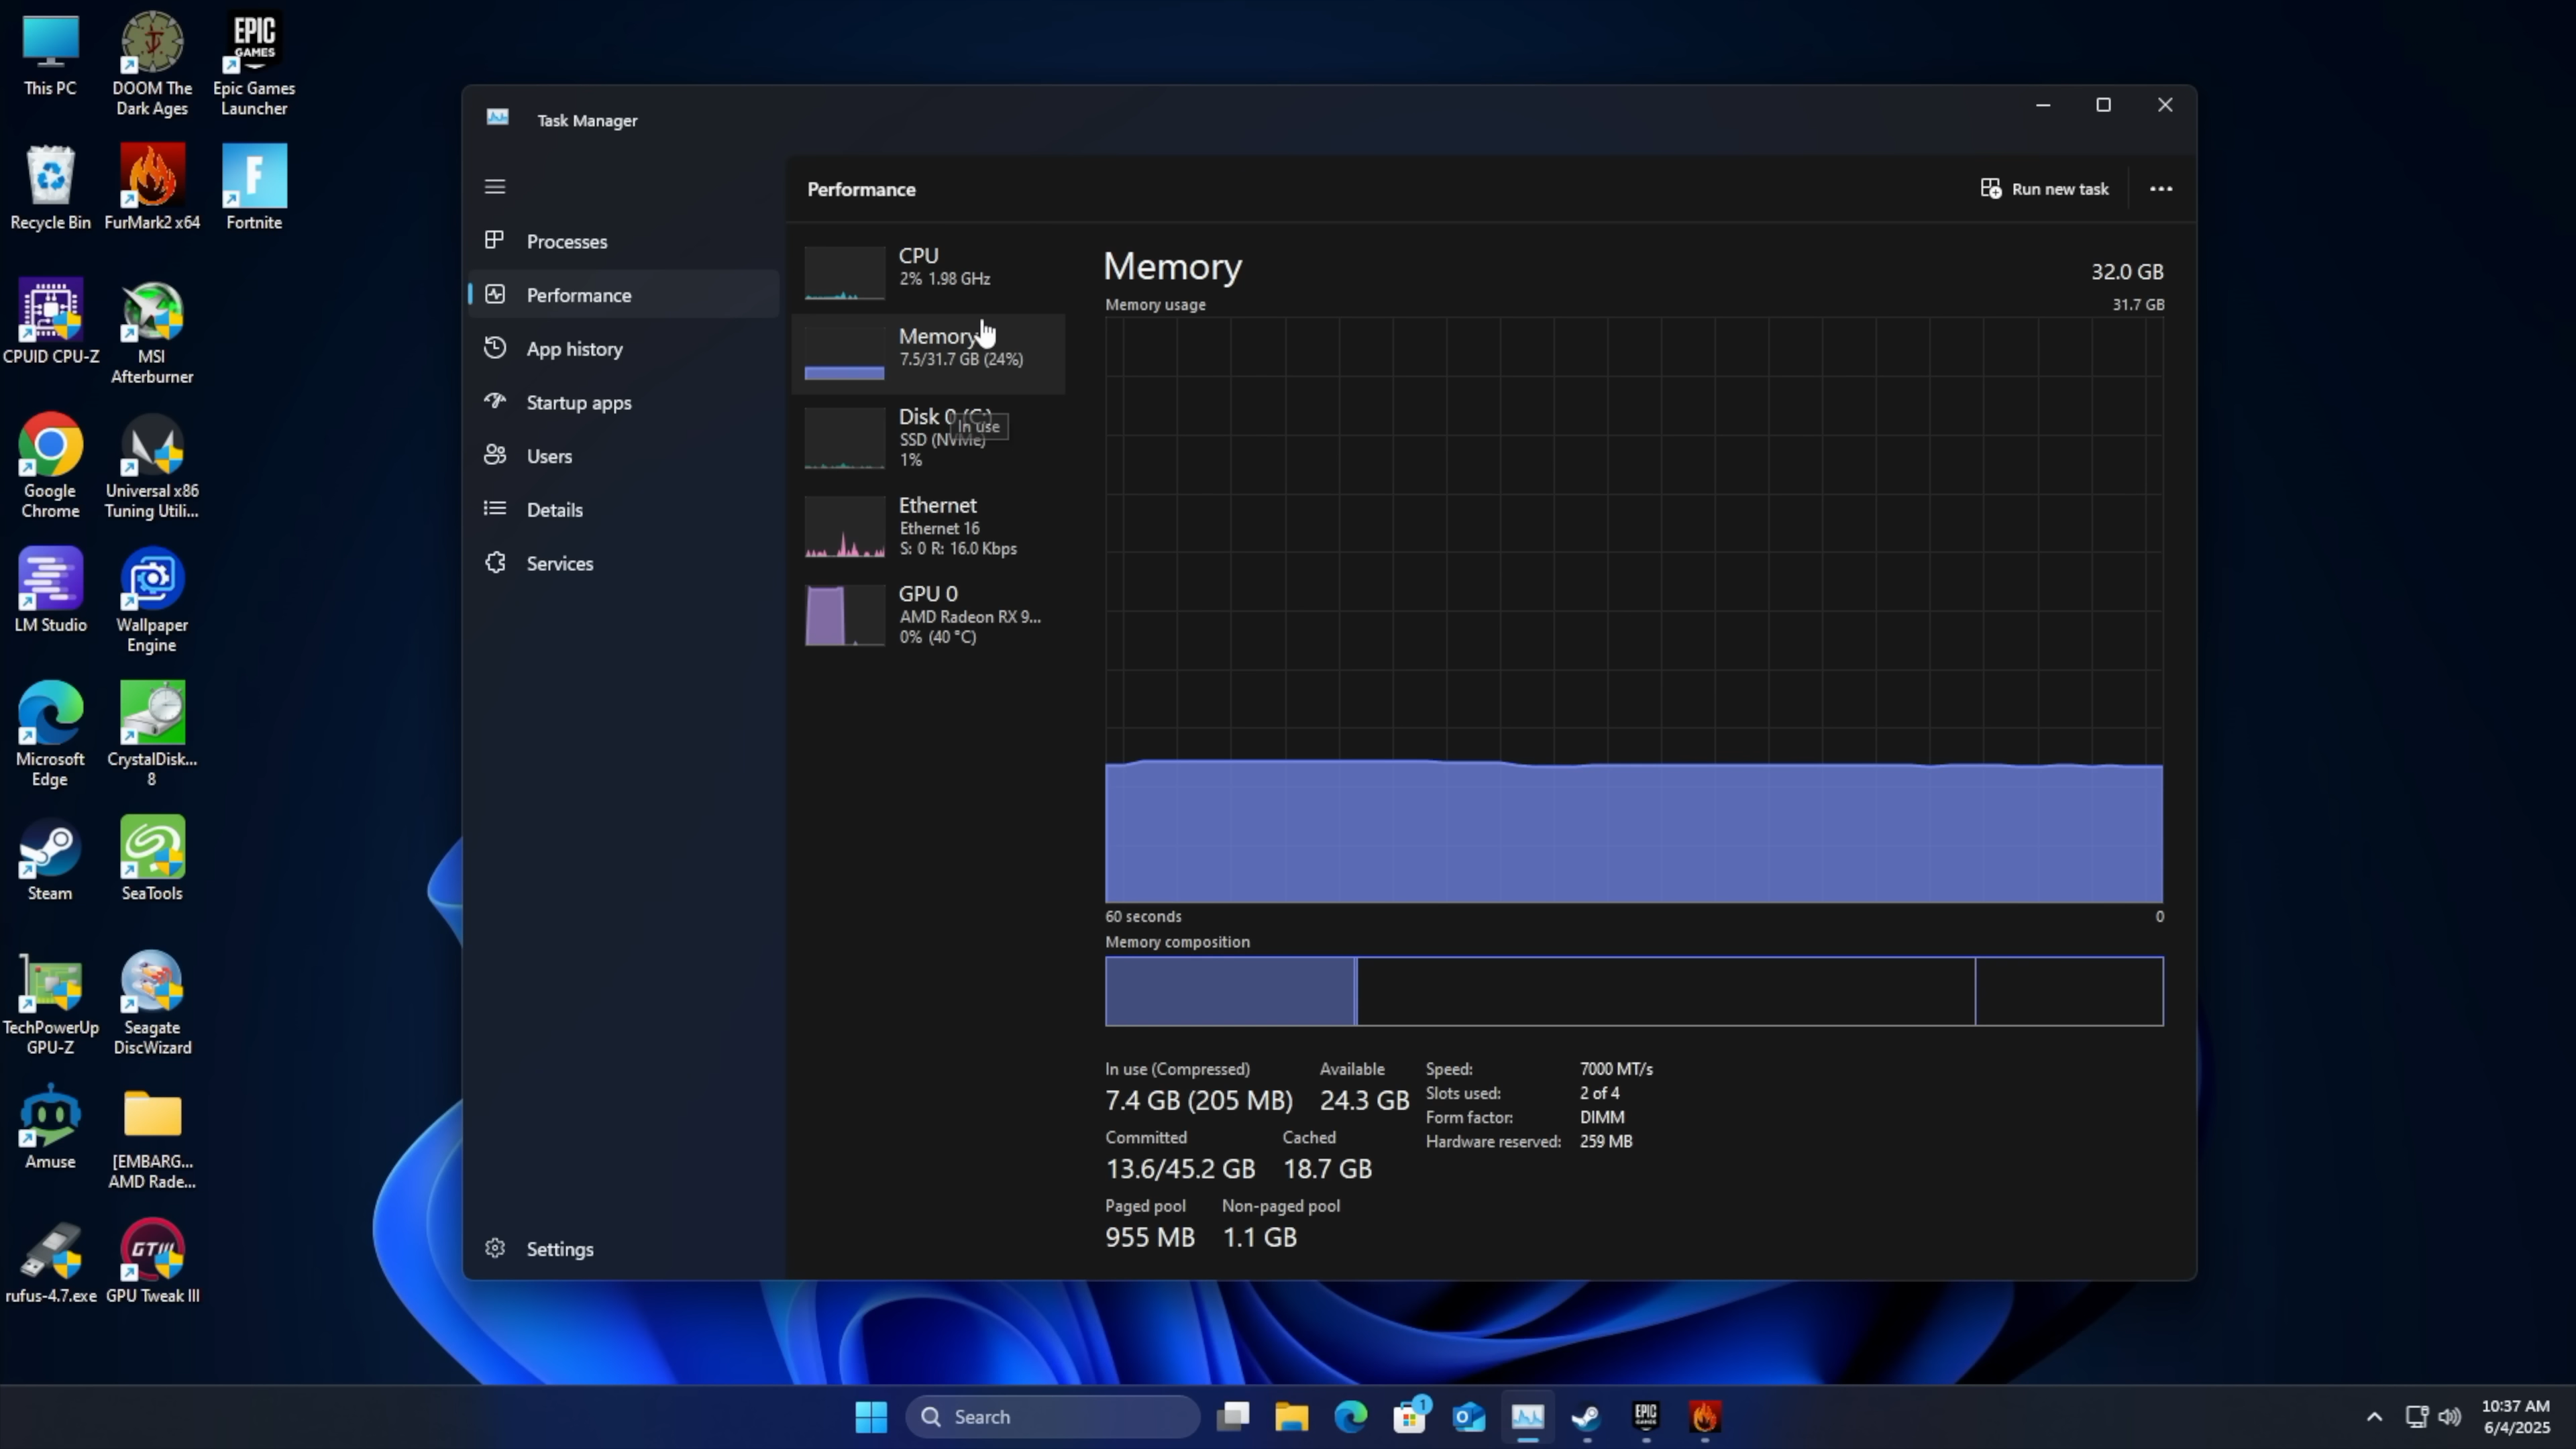 This PC
DOOM The
Dark Ages
EPIC
GAMES
Epic Games
Launcher
Recycle Bin
FurMark2 x64
F
Fortnite
CPUID CPU-Z
MSI
Afterburner
Google
Chrome
Universal x86
Tuning Utili...
LM Studio
Wallpaper
Engine
Microsoft
Edge
CrystalDisk...
8
Steam
SeaTools
TechPowerUp
GPU-Z
Seagate
DiscWizard
Amuse
[EMBARG...
AMD Rade...
rufus-4.7.exe
GTIII
GPU Tweak III
Task Manager
Processes
Performance
App history
Startup apps
Users
Details
Services
Settings
Performance
Run new task
CPU
2% 1.98 GHz
Memory
7.5/31.7 GB (24%)
Disk 0 (C:)
In use
SSD (NVMe)
1%
Ethernet
Ethernet 16
S: 0 R: 16.0 Kbps
GPU 0
AMD Radeon RX 9...
0% (40 °C)
Memory
32.0 GB
Memory usage
31.7 GB
60 seconds
0
Memory composition
In use (Compressed)
7.4 GB (205 MB)
Available
24.3 GB
Committed
13.6/45.2 GB
Cached
18.7 GB
Paged pool
955 MB
Non-paged pool
1.1 GB
Speed: 7000 MT/s
Slots used: 2 of 4
Form factor: DIMM
Hardware reserved: 259 MB
Search
1
EPIC
GAMES
10:37 AM
6/4/2025